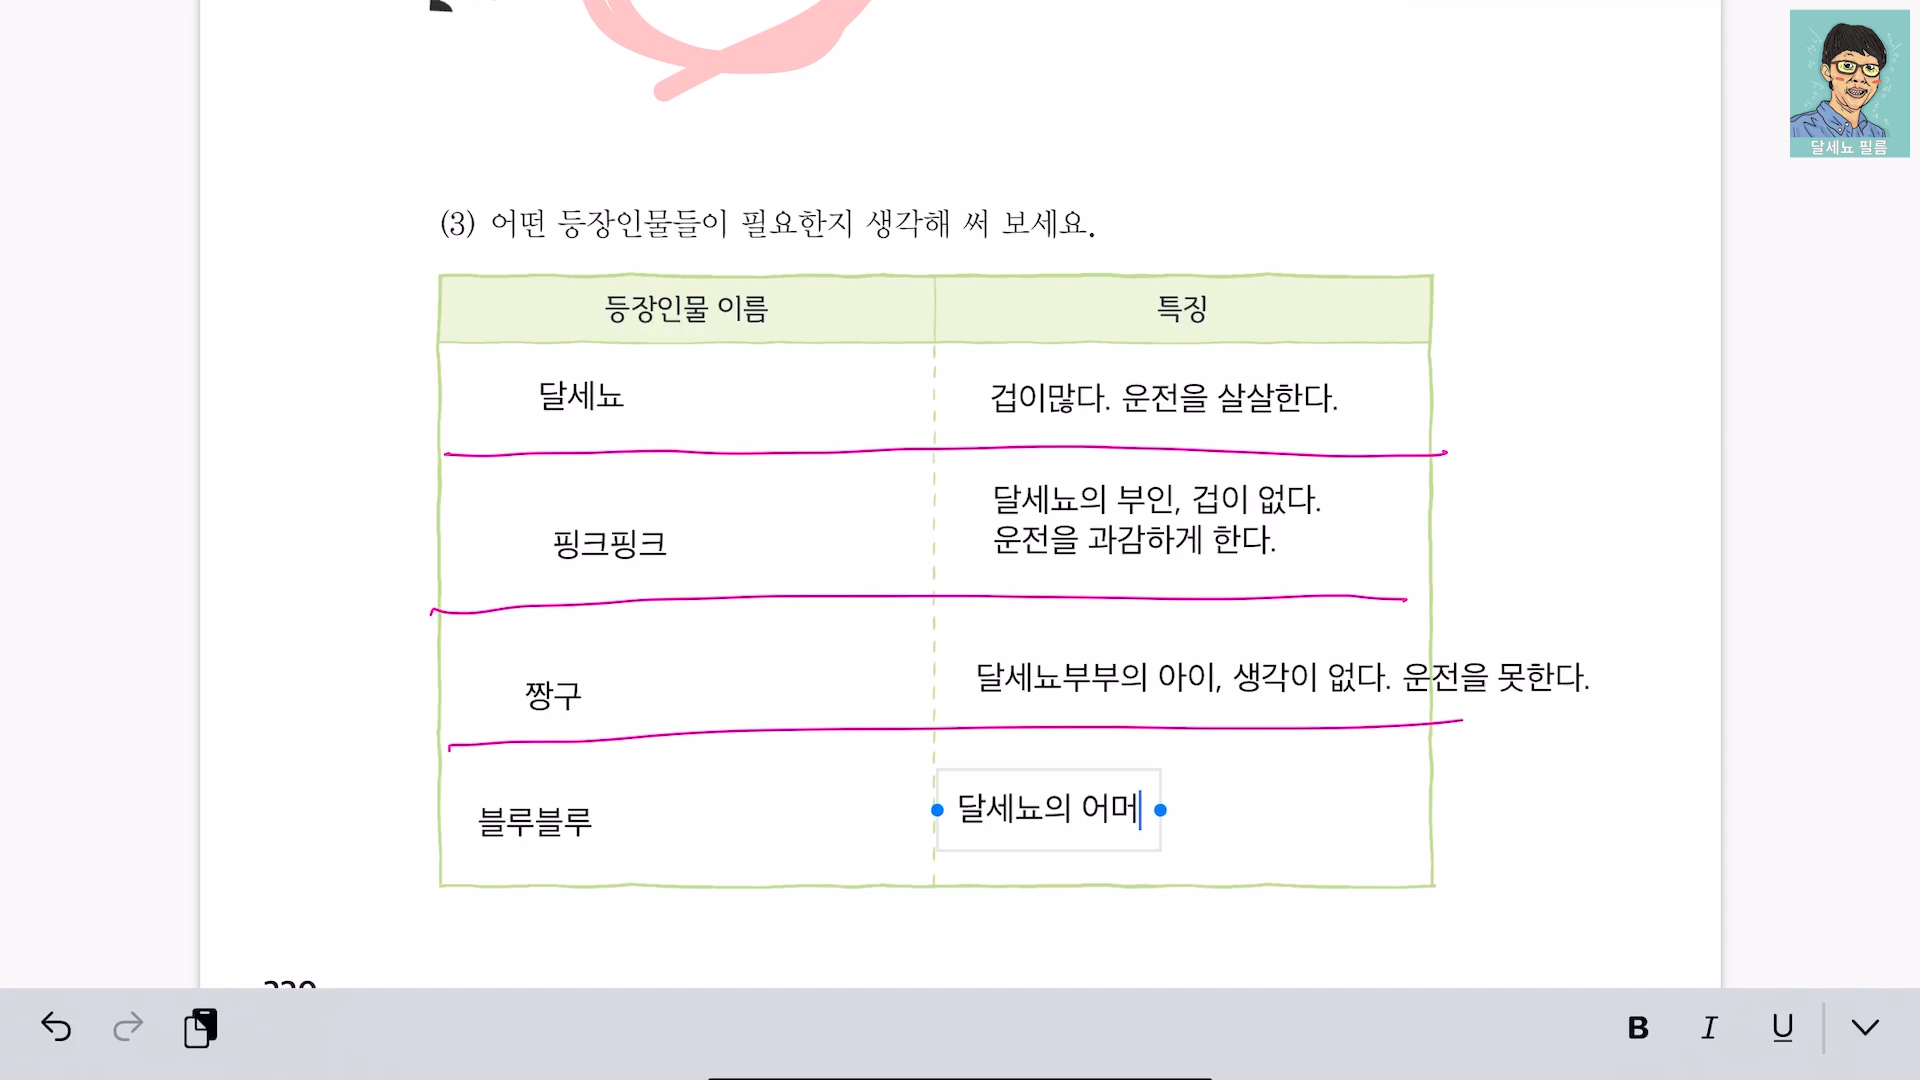 달세뇨 필름
(3) 어떤 등장인물들이 필요한지 생각해 써 보세요.
등장인물 이름 특징
달세뇨 겁이많다. 운전을 살살한다.
핑크핑크 달세뇨의 부인, 겁이 없다.
운전을 과감하게 한다.
짱구 달세뇨부부의 아이, 생각이 없다. 운전을 못한다.
블루블루 달세뇨의 어머
B I U